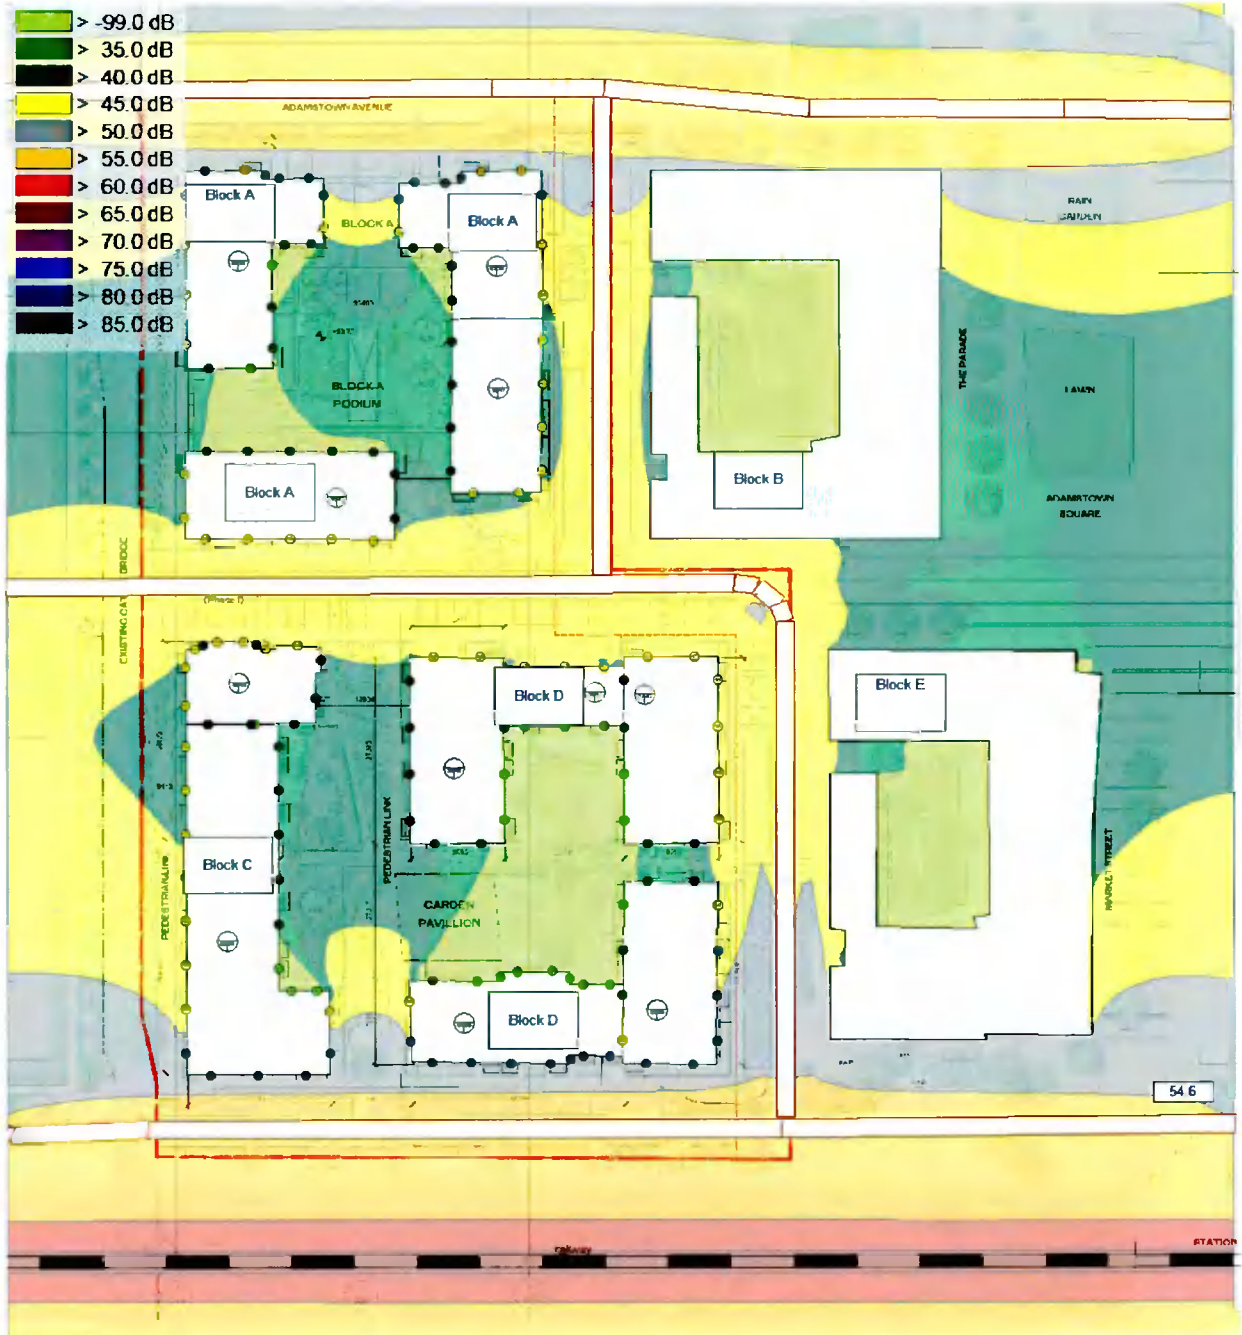 > -99.0 dB
> 35.0 dB
> 40.0 dB
> 45.0 dB
> 50.0 dB
> 55.0 dB
> 60.0 dB
> 65.0 dB
> 70.0 dB
> 75.0 dB
> 80.0 dB
> 85.0 dB
ADAMSTOWN AVENUE
Block A
BLOCK A
Block A
RAIN
GARDEN
THE PARADE
BLOCK A
PODIUM
LAWN
Block A
Block B
ADAMSTOWN
SQUARE
EXISTING
BRIDGE
Block D
Block E
PEDESTRIAN LINK
Block C
PEDESTRIAN LINK
GARDEN
PAVILLION
MARKET STREET
Block D
54.6
railway
STATION